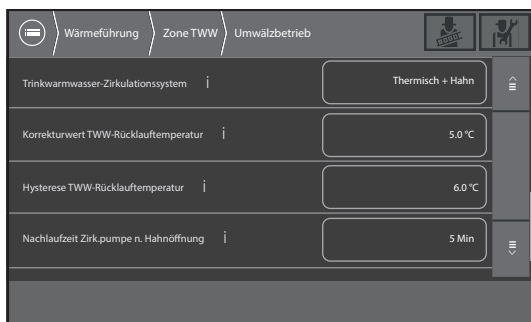 Wärmeführung Zone TWW Umwälzbetrieb
Trinkwarmwasser-Zirkulationssystem i Thermisch + Hahn
Korrekturwert TWW-Rücklauftemperatur i 5.0 °C
Hysterese TWW-Rücklauftemperatur i 6.0 °C
Nachlaufzeit Zirk.pumpe n. Hahnöffnung i 5 Min